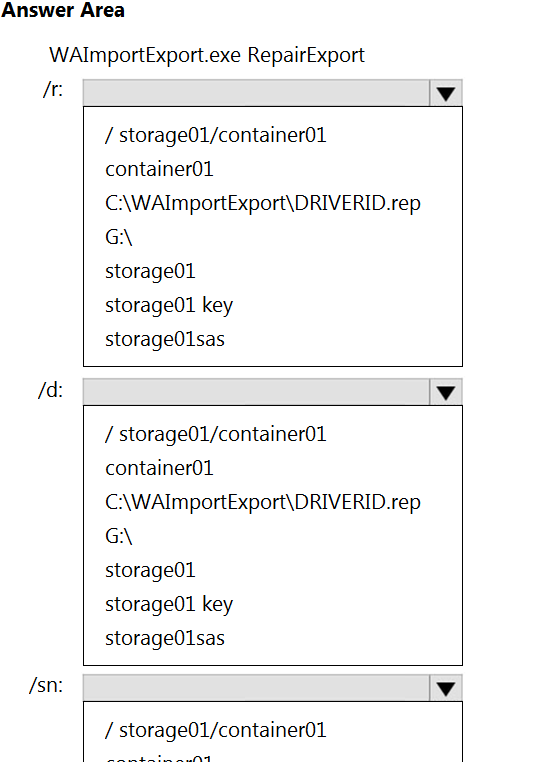 Answer Area
WAImportExport.exe RepairExport
/r:
/ storage01/container01
container01
C:\WAImportExport\DRIVERID.rep
G:\
storage01
storage01 key
storage01sas
/d:
/ storage01/container01
container01
C:\WAImportExport\DRIVERID.rep
G:\
storage01
storage01 key
storage01sas
/sn:
/ storage01/container01
container01